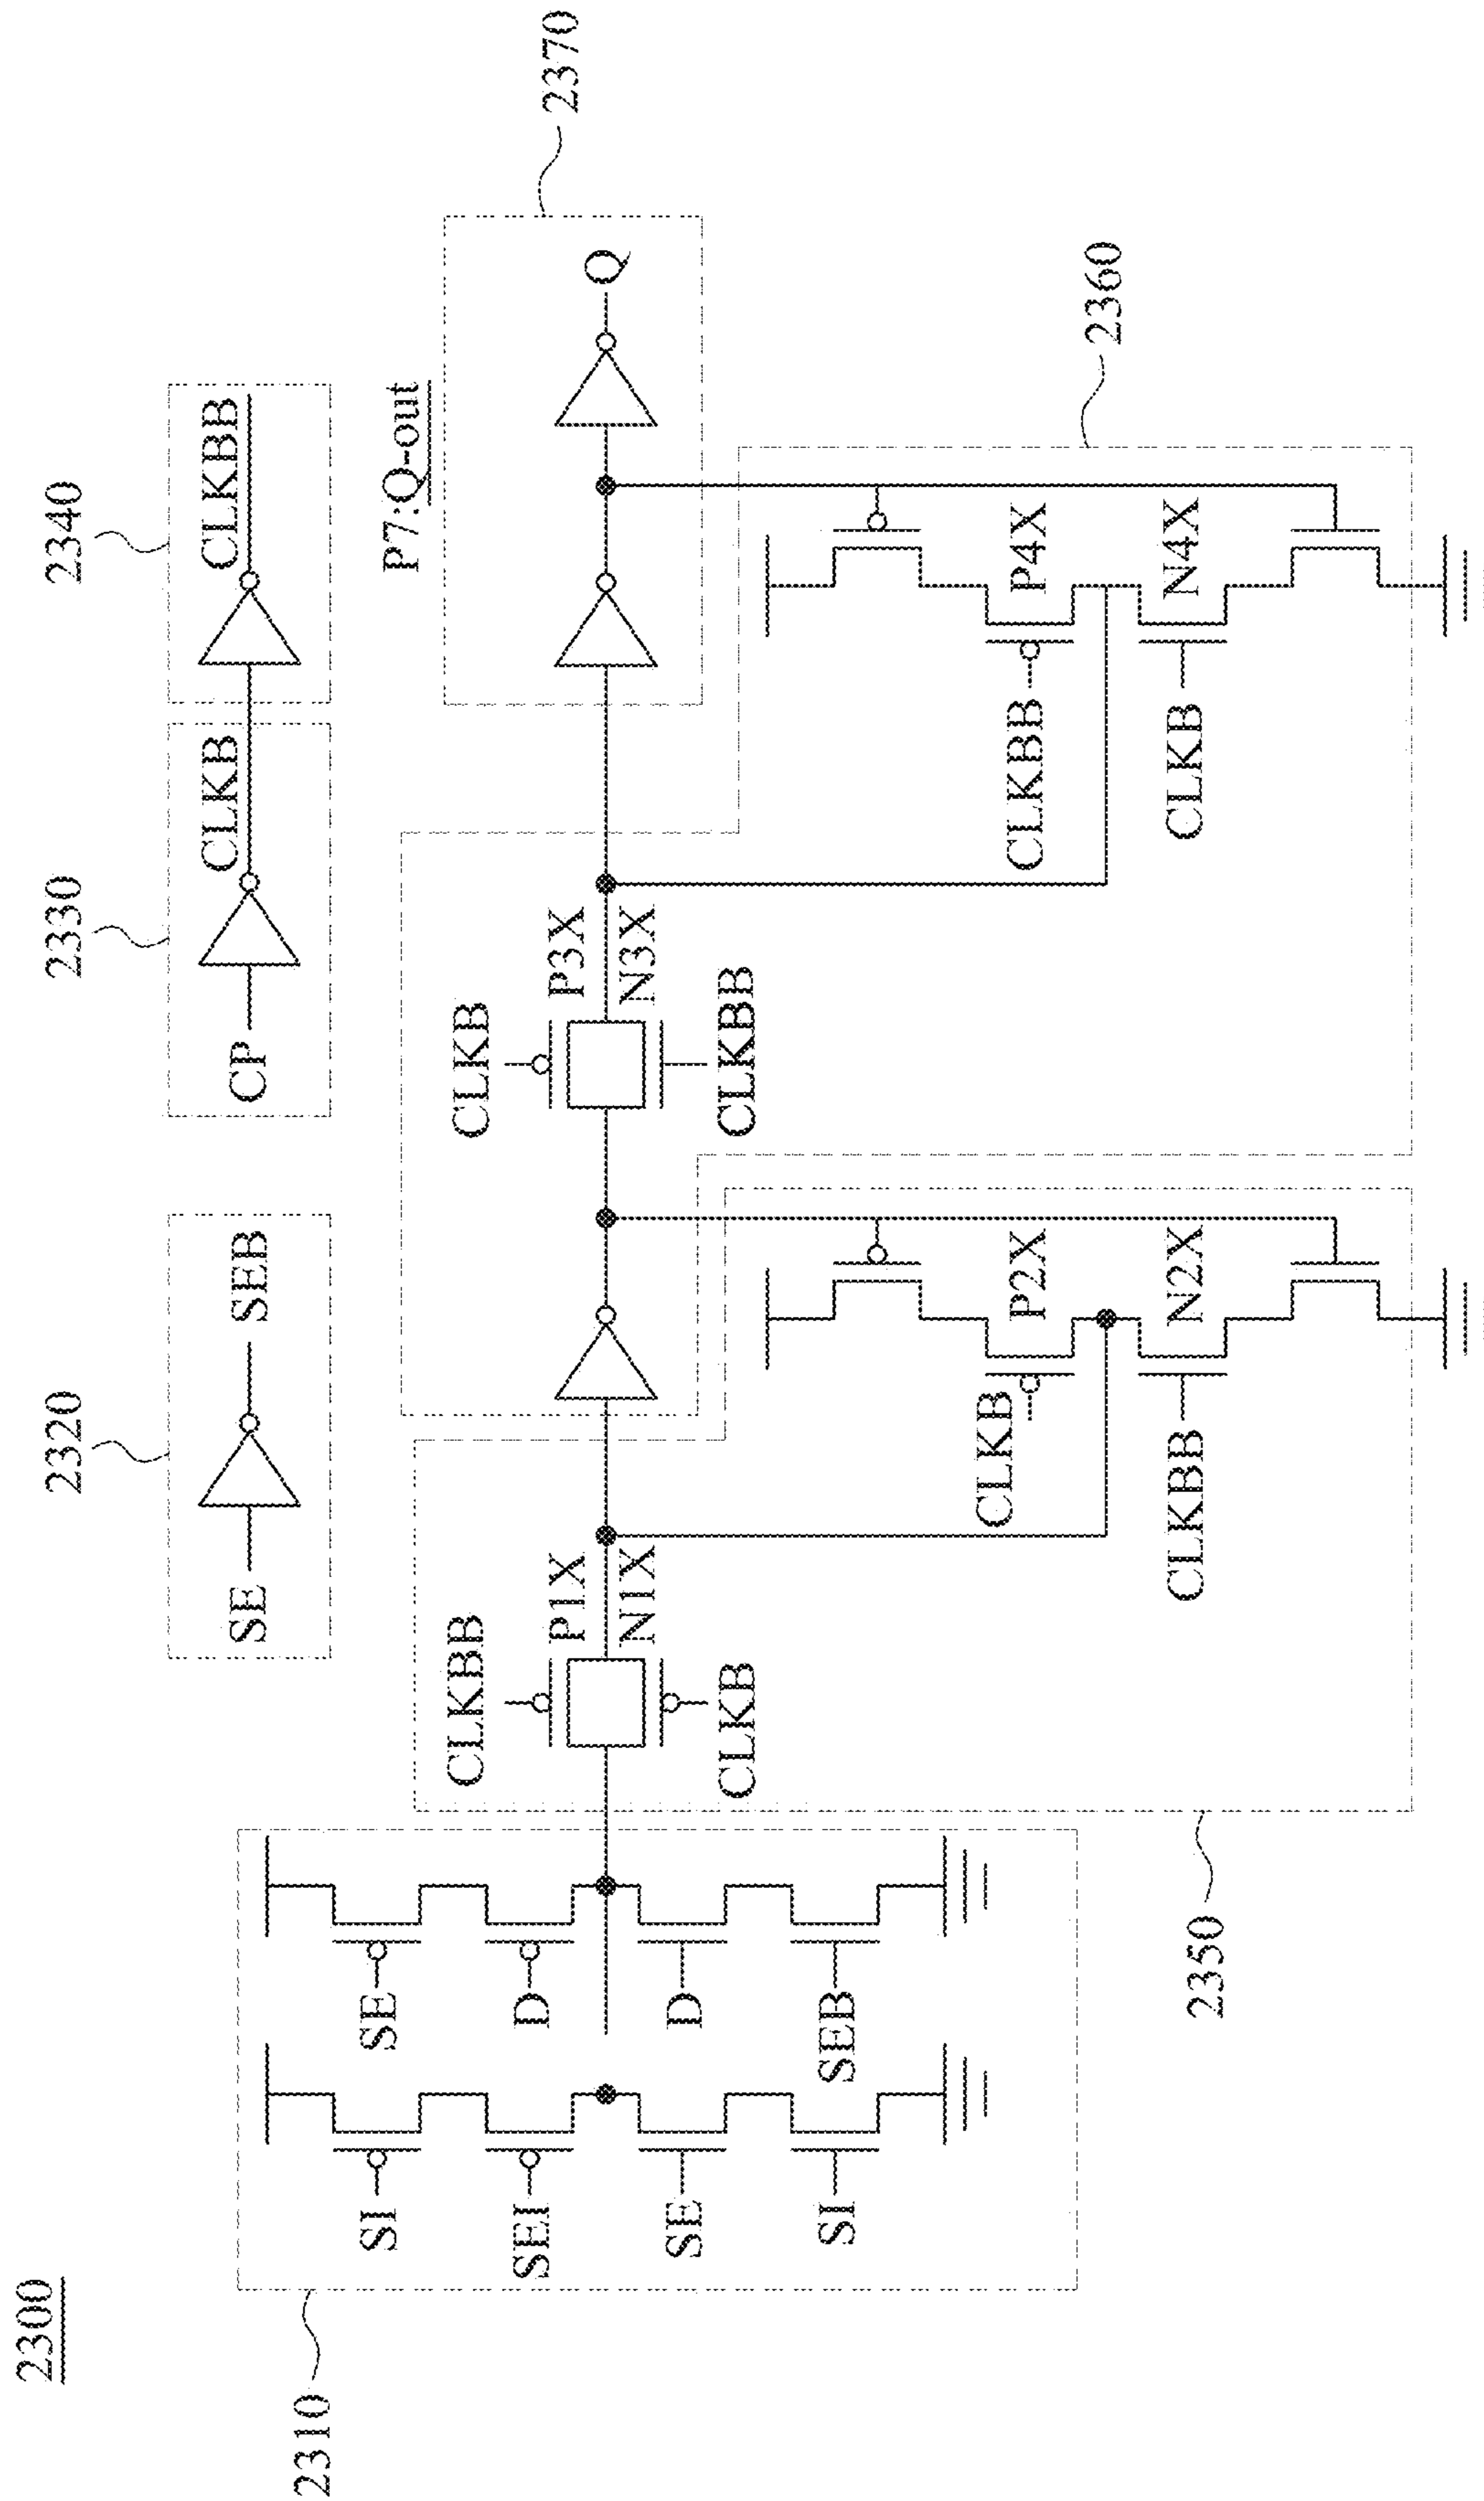 2300
2310
SI
SEI
SE
SI
SE
D
D
SEB
2320
SE
SEB
2330
CP
CLKB
2340
CLKBB
2350
CLKBB
P1X
N1X
CLKB
CLKB
P2X
N2X
CLKBB
CLKB
P3X
N3X
CLKBB
2360
CLKBB
P4X
N4X
CLKB
P7:Q-out
Q
2370